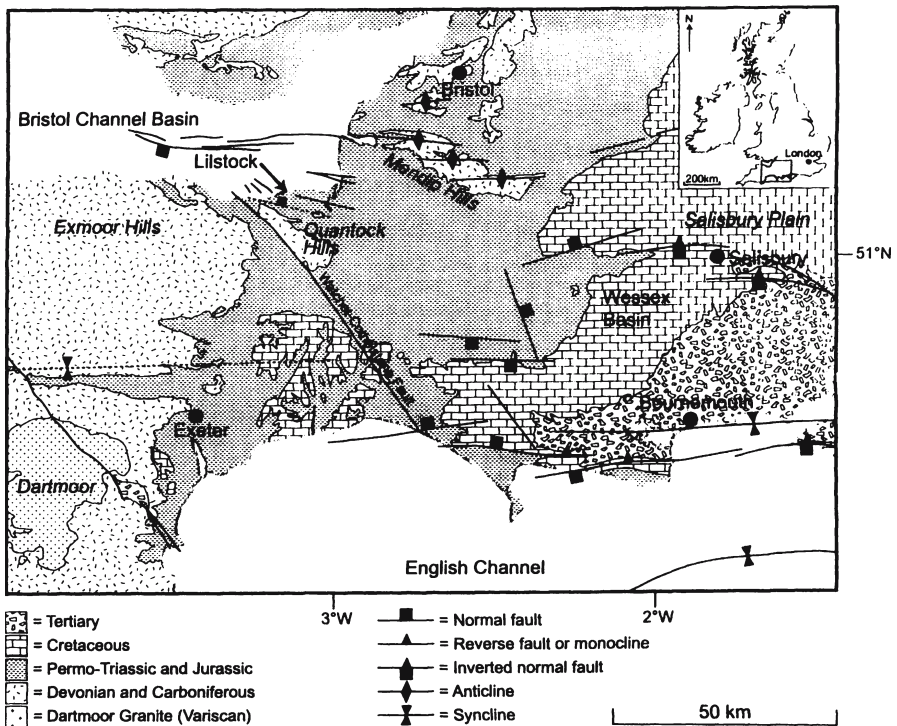 N
London
200km
Bristol
Bristol Channel Basin
Lilstock
Mendip Hills
Exmoor Hills
Quantock
Hills
Salisbury Plain
Salisbury
51°N
Wessex
Basin
Fault
Bournemouth
Exeter
Dartmoor
English Channel
3°W
2°W
= Tertiary
= Cretaceous
= Permo-Triassic and Jurassic
= Devonian and Carboniferous
= Dartmoor Granite (Variscan)
= Normal fault
= Reverse fault or monocline
= Inverted normal fault
= Anticline
= Syncline
50 km